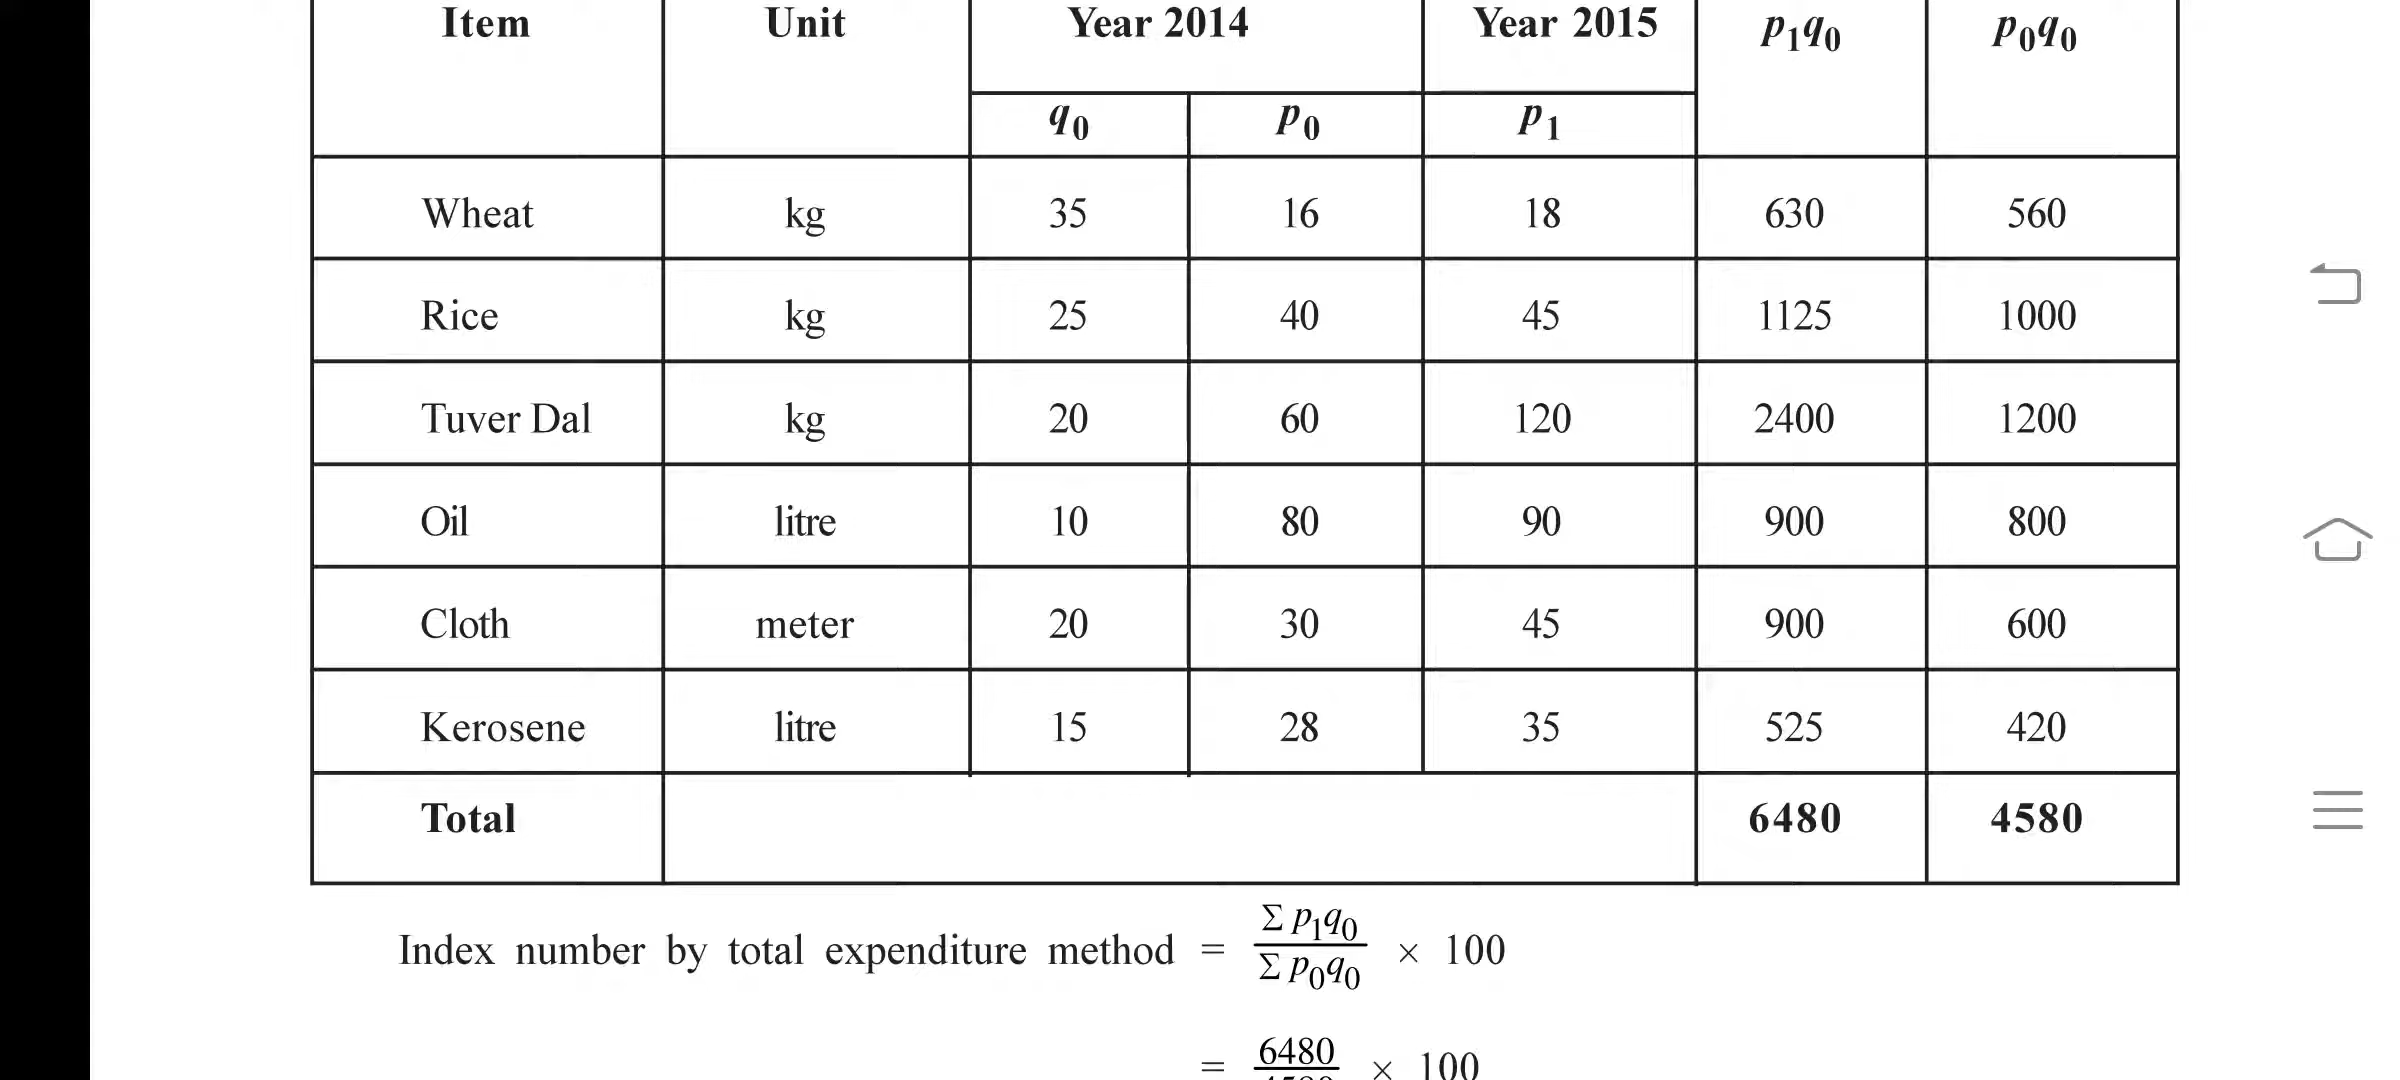 Item Unit Year 2014 Year 2015 p₁q₀ p₀q₀
q₀ p₀ p₁
Wheat kg 35 16 18 630 560
Rice kg 25 40 45 1125 1000
Tuver Dal kg 20 60 120 2400 1200
Oil litre 10 80 90 900 800
Cloth meter 20 30 45 900 600
Kerosene litre 15 28 35 525 420
Total 6480 4580
Index number by total expenditure method = Σ p₁q₀ / Σ p₀q₀ × 100
= 6480 / 4580 × 100